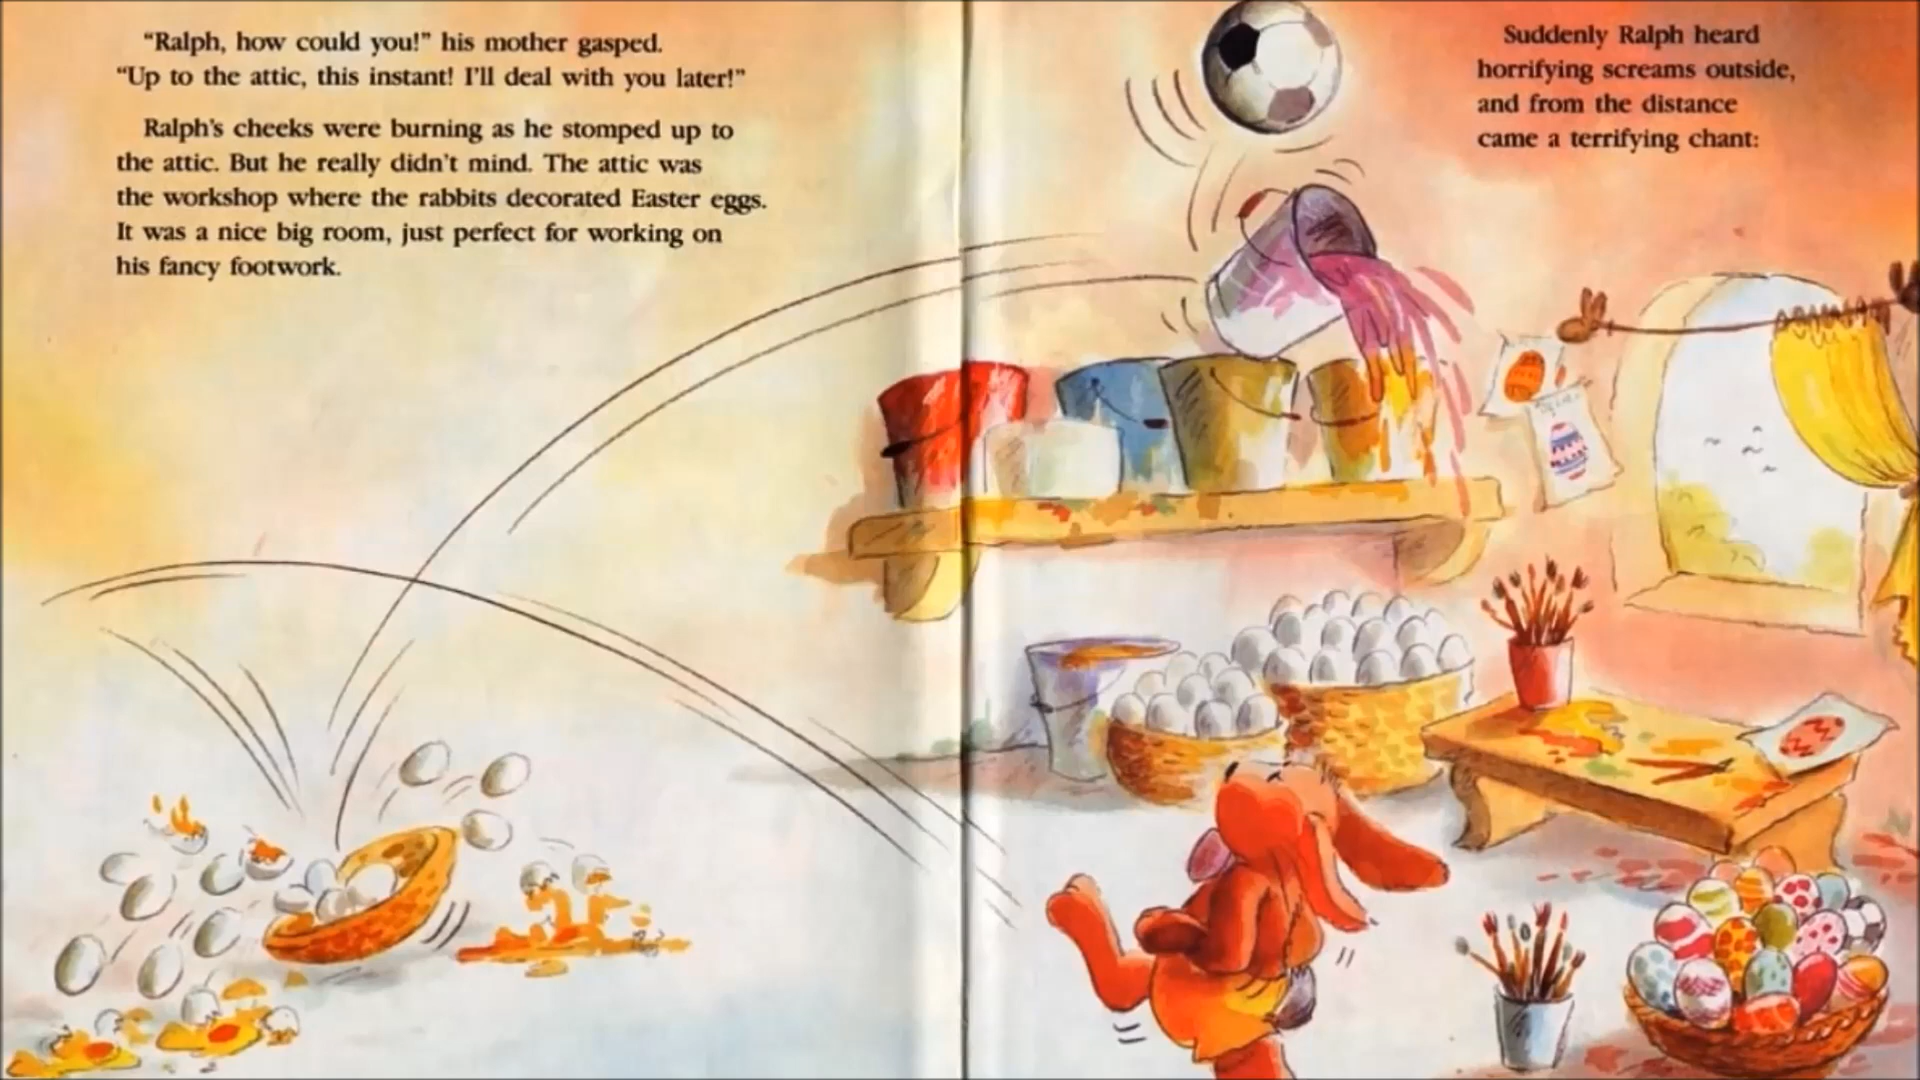 “Ralph, how could you!” his mother gasped.
“Up to the attic, this instant! I’ll deal with you later!”
Ralph’s cheeks were burning as he stomped up to
the attic. But he really didn’t mind. The attic was
the workshop where the rabbits decorated Easter eggs.
It was a nice big room, just perfect for working on
his fancy footwork.
Suddenly Ralph heard
horrifying screams outside,
and from the distance
came a terrifying chant: